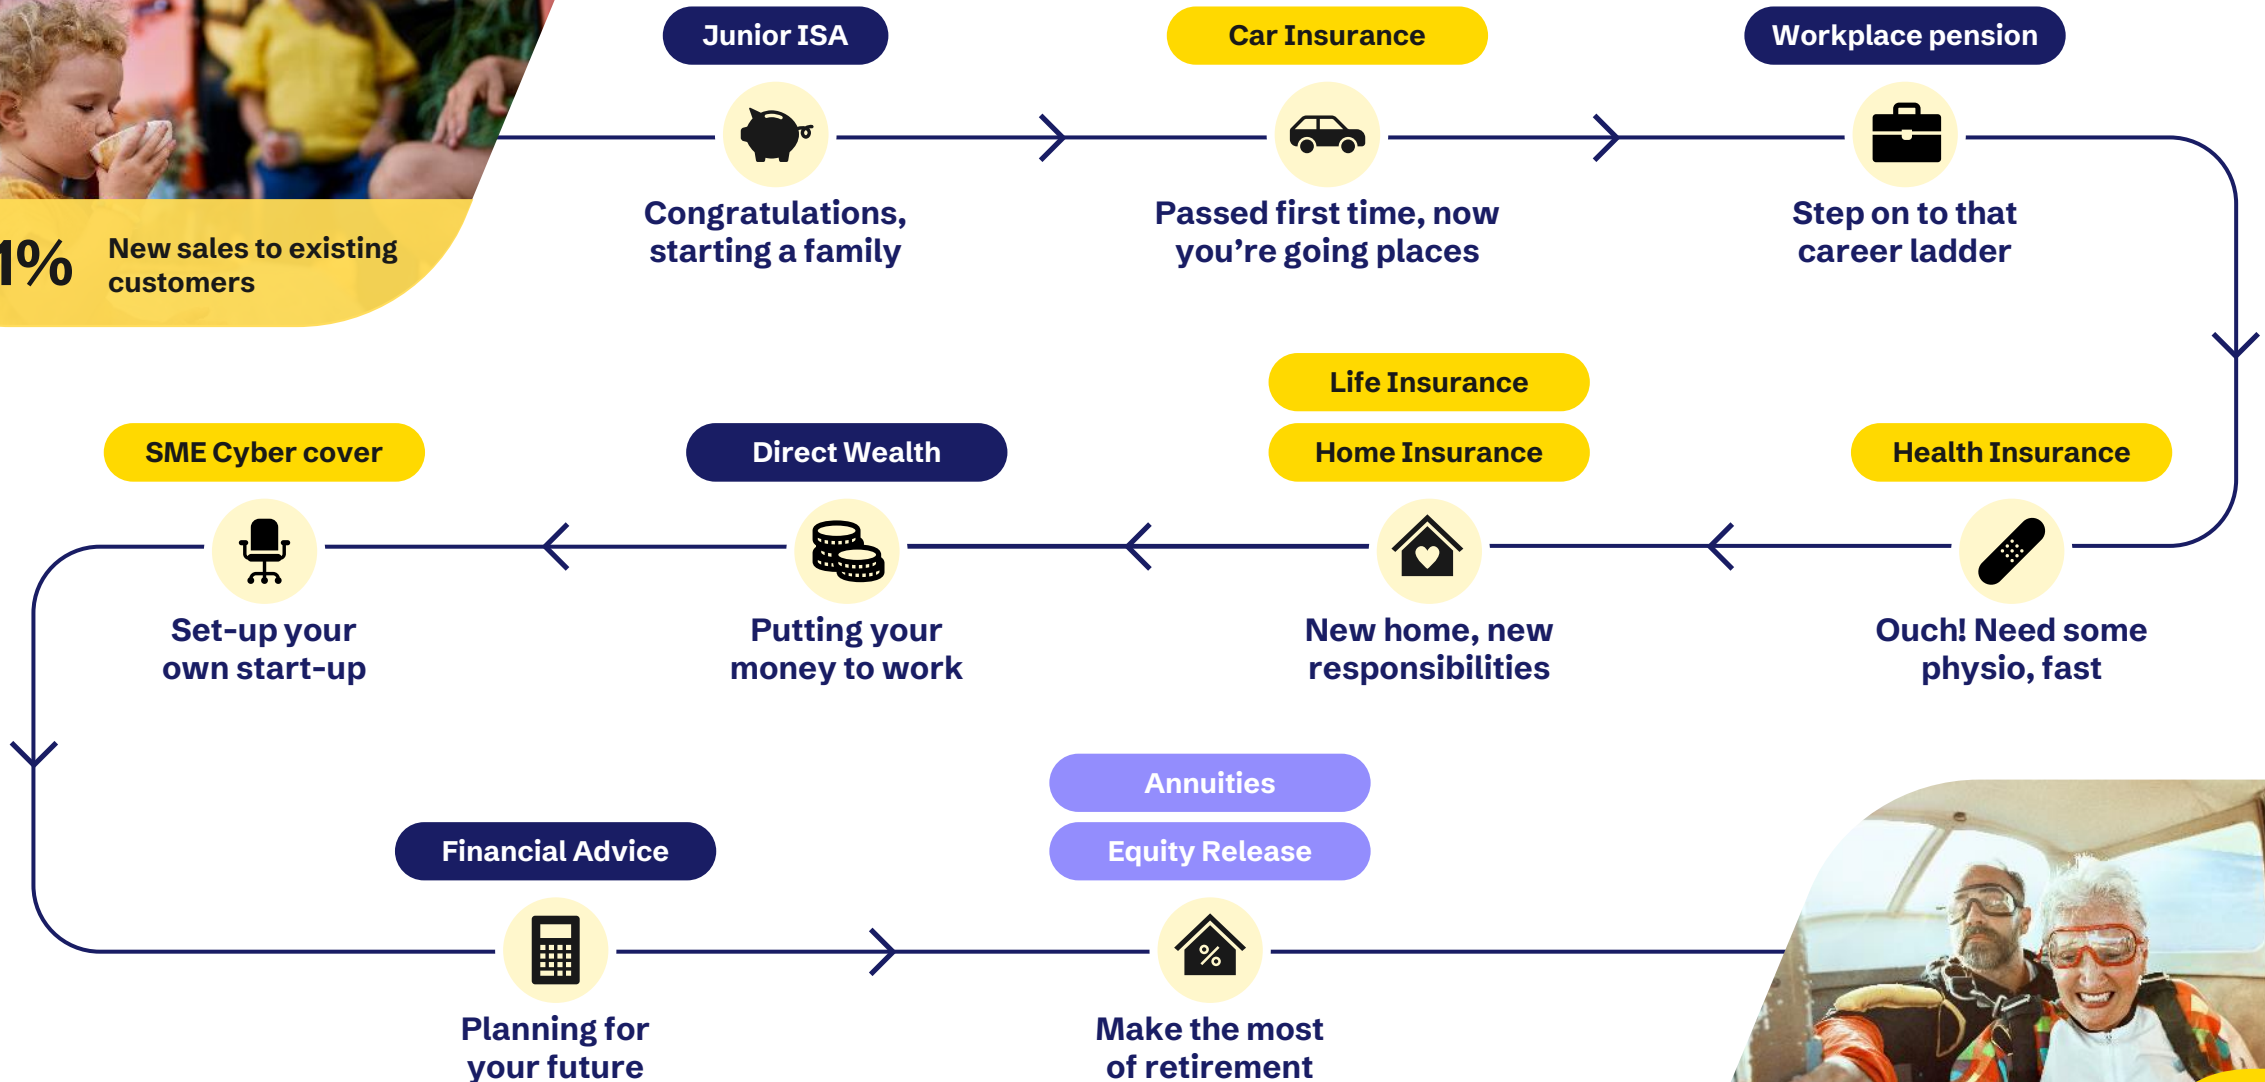 Junior ISA
Car Insurance
Workplace pension
Congratulations,
starting a family
Passed first time, now
you're going places
Step on to that
career ladder
New sales to existing
customers
Health Insurance
Life Insurance
Home Insurance
Direct Wealth
SME Cyber cover
Ouch! Need some
physio, fast
New home, new
responsibilities
Putting your
money to work
Set-up your
own start-up
Financial Advice
Annuities
Equity Release
%
Planning for
your future
Make the most
of retirement